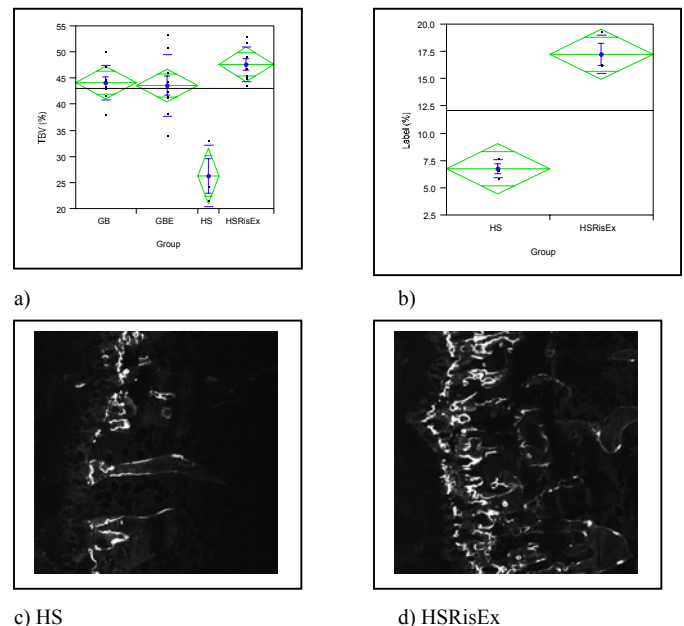 55
50
45
40
35
30
25
20
TBV (%)
GB GBE HS HSRisEx
Group
a)
20.0
17.5
15.0
12.5
10.0
7.5
5.0
2.5
Label (%)
HS HSRisEx
Group
b)
c) HS
d) HSRisEx